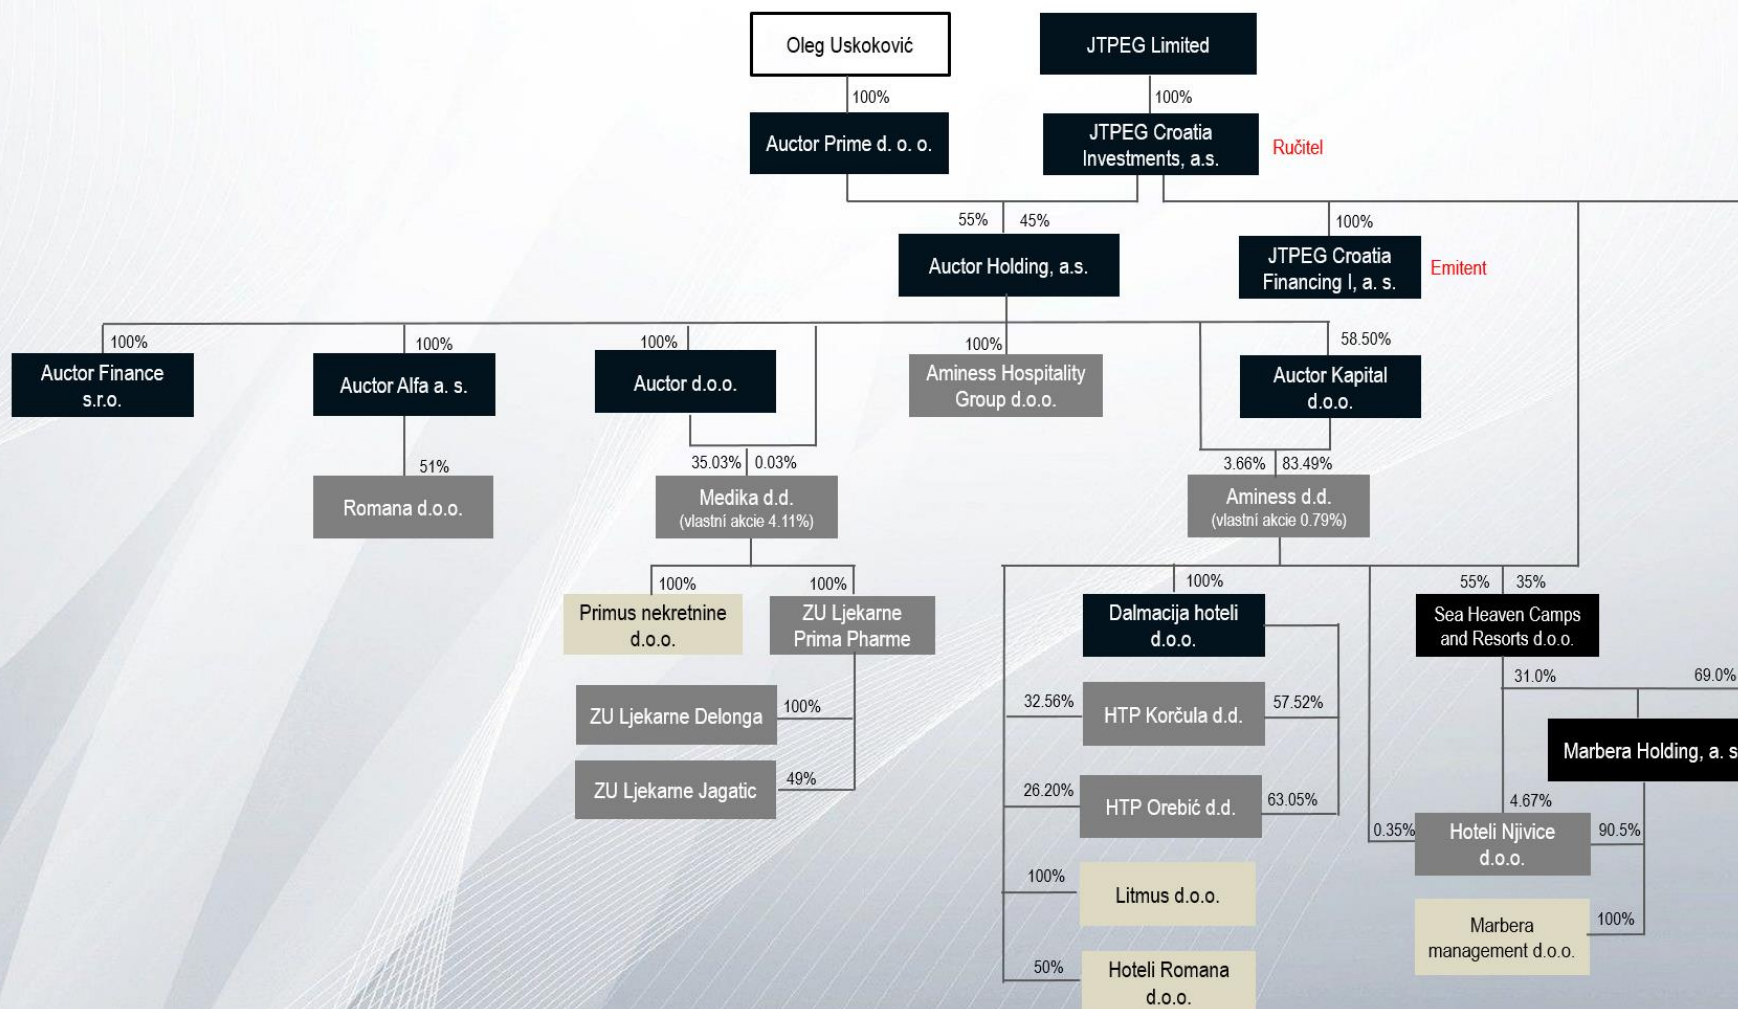 Oleg Uskoković
JTPEG Limited
100%
100%
Auctor Prime d. o. o.
JTPEG Croatia
Investments, a.s.
Ručitel
55%
45%
100%
Auctor Holding, a.s.
JTPEG Croatia
Financing I, a. s.
Emitent
100%
100%
100%
100%
58.50%
Auctor Finance
s.r.o.
Auctor Alfa a. s.
Auctor d.o.o.
Aminess Hospitality
Group d.o.o.
Auctor Kapital
d.o.o.
51%
35.03%
0.03%
3.66%
83.49%
Romana d.o.o.
Medika d.d.
(vlastní akcie 4.11%)
Aminess d.d.
(vlastní akcie 0.79%)
100%
100%
100%
55%
35%
Primus nekretnine
d.o.o.
ZU Ljekarne
Prima Pharme
Dalmacija hoteli
d.o.o.
Sea Heaven Camps
and Resorts d.o.o.
31.0%
69.0%
ZU Ljekarne Delonga
100%
32.56%
HTP Korčula d.d.
57.52%
Marbera Holding, a. s
ZU Ljekarne Jagatic
49%
26.20%
HTP Orebić d.d.
63.05%
4.67%
0.35%
Hoteli Njivice
d.o.o.
90.5%
100%
Litmus d.o.o.
Marbera
management d.o.o.
100%
50%
Hoteli Romana
d.o.o.